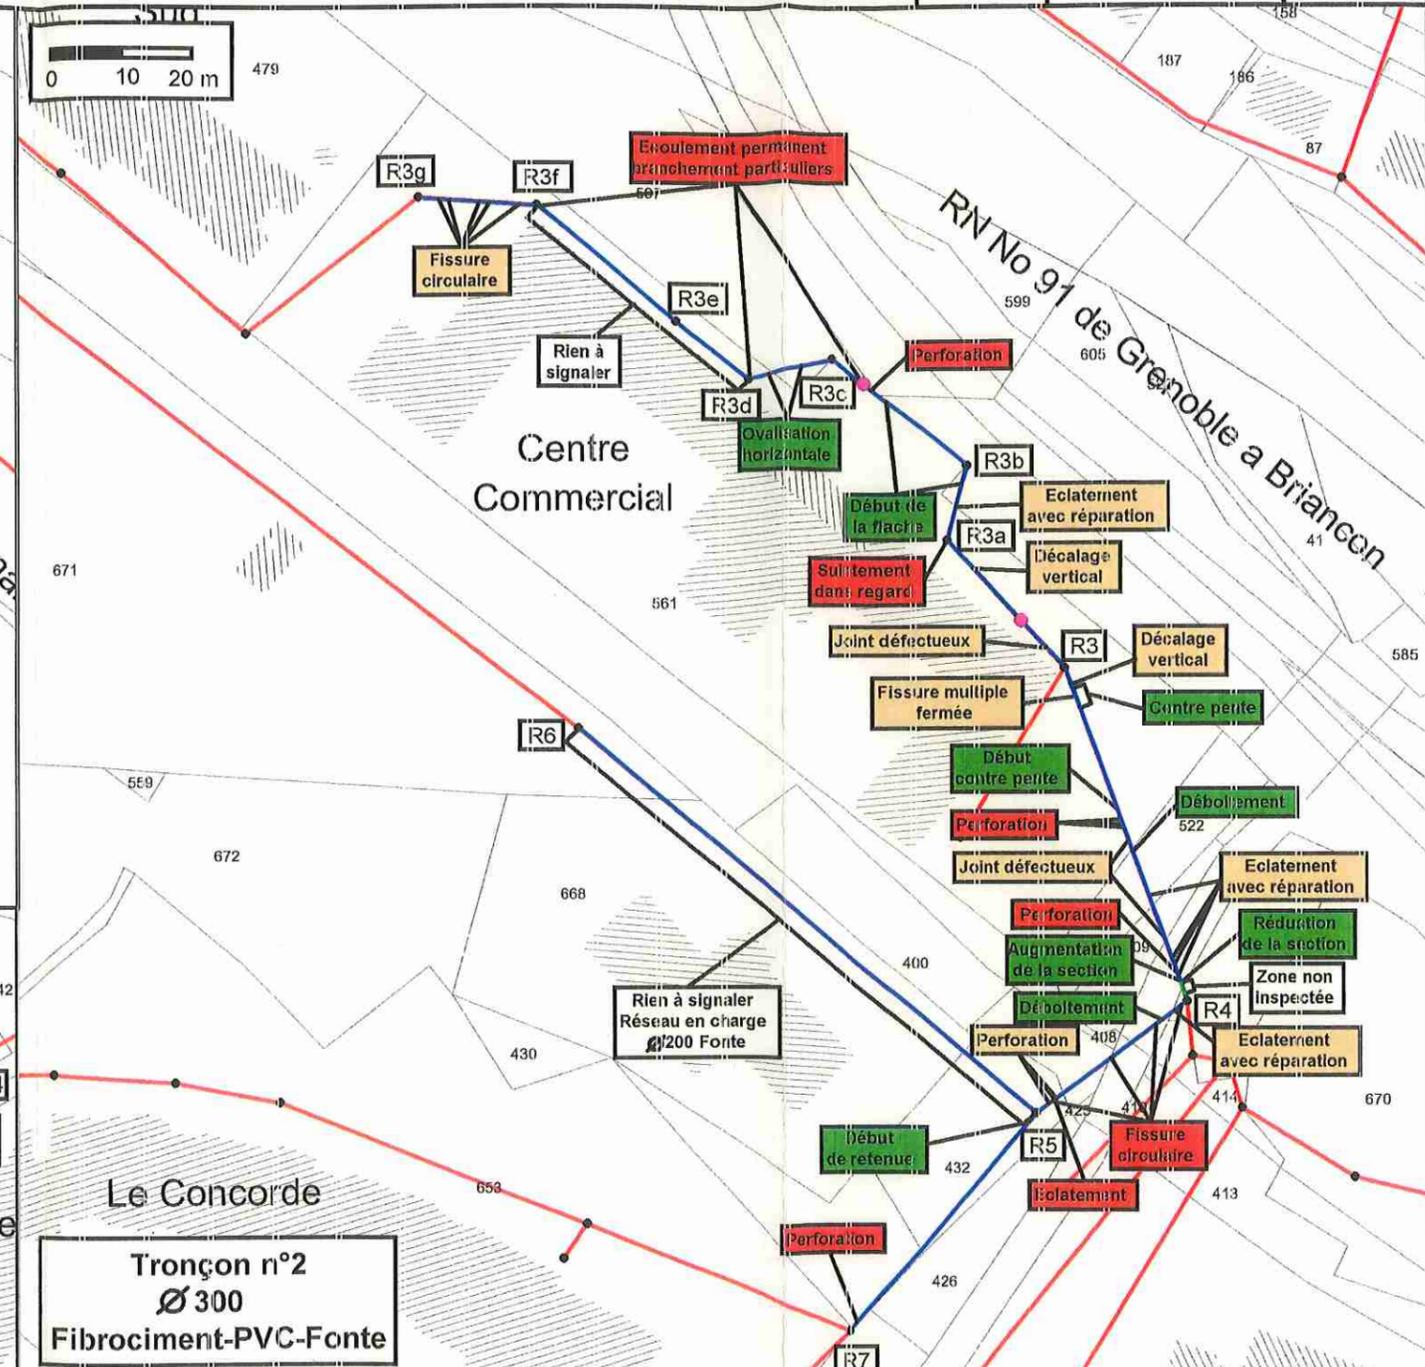 0 10 20 m
479
158
187
186
87
R3g
R3f
Ecoulement permanent
branchement particuliers
597
Fissure
circulaire
R3e
Rien à
signaler
RN No 91 de Grenoble a Briancon
599
605
Perforation
R3d
R3c
Ovalisation
horizontale
Centre
Commercial
R3b
Début de
la flache
Eclatement
avec réparation
R3a
41
671
Suintement
dans regard
Décalage
vertical
561
Joint défectueux
R3
Décalage
vertical
585
Fissure multiple
fermée
Contre pente
R6
Début
contre pente
559
Déboîtement
Perforation
522
672
Joint défectueux
Eclatement
avec réparation
668
Perforation
Réduction
de la section
Augmentation
de la section
400
Zone non
inspectée
Rien à signaler
Réseau en charge
Ø200 Fonte
Déboîtement
R4
Perforation
408
Eclatement
avec réparation
430
414
670
425
Début
de retenue
R5
Fissure
circulaire
432
Le Concorde
653
Eclatement
413
Perforation
Tronçon n°2
Ø 300
Fibrociment-PVC-Fonte
426
R7